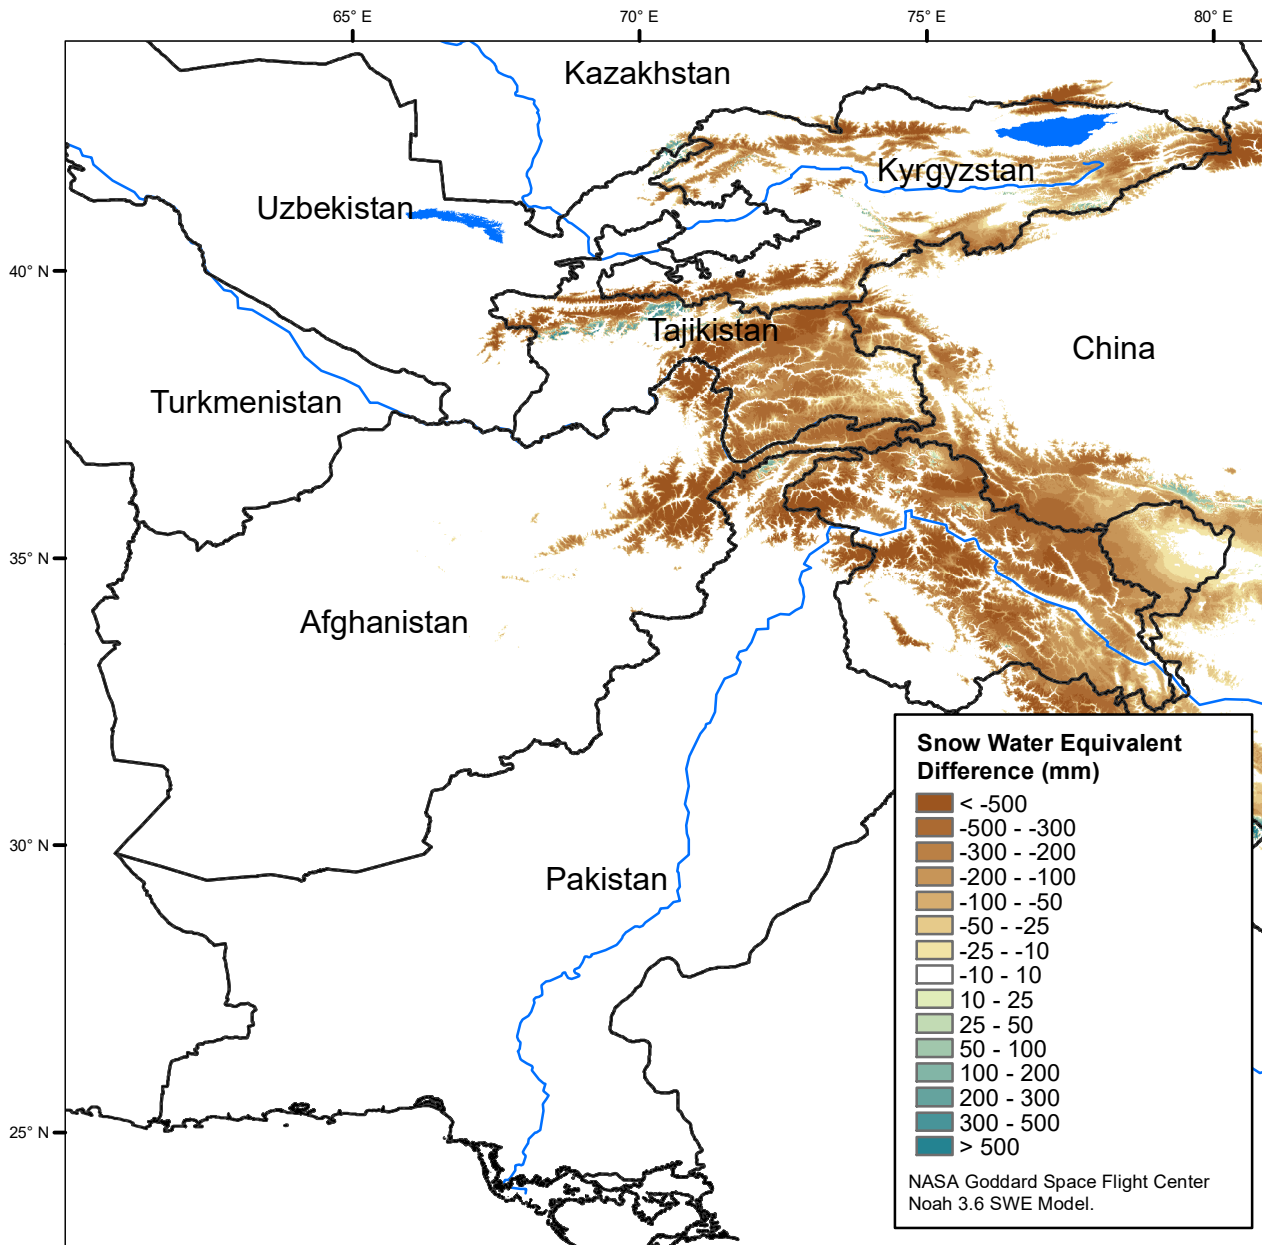 65° E
70° E
75° E
80° E
Kazakhstan
Kyrgyzstan
Uzbekistan
40° N
Tajikistan
China
Turkmenistan
35° N
Afghanistan
Snow Water Equivalent
Difference (mm)
< -500
-500 - -300
-300 - -200
-200 - -100
-100 - -50
-50 - -25
-25 - -10
-10 - 10
10 - 25
25 - 50
50 - 100
100 - 200
200 - 300
300 - 500
> 500
NASA Goddard Space Flight Center
Noah 3.6 SWE Model.
30° N
Pakistan
25° N